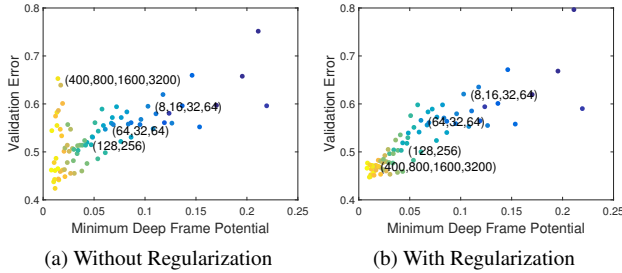 0.8
0.7
0.6
0.5
0.4
Validation Error
(400,800,1600,3200)
(8,16,32,64)
(64,32,64)
(128,256)
0 0.05 0.1 0.15 0.2 0.25
Minimum Deep Frame Potential
(a) Without Regularization
0.8
0.7
0.6
0.5
0.4
Validation Error
(8,16,32,64)
(64,32,64)
(128,256)
(400,800,1600,3200)
0 0.05 0.1 0.15 0.2 0.25
Minimum Deep Frame Potential
(b) With Regularization